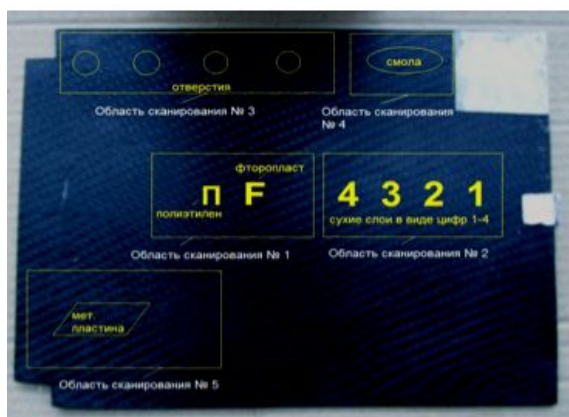 смола
отверстия
Область сканирования № 3
Область сканирования
№ 4
фторопласт
П F
полиэтилен
4 3 2 1
сухие слои в виде цифр 1-4
Область сканирования № 1
Область сканирования № 2
мет.
пластина
Область сканирования № 5